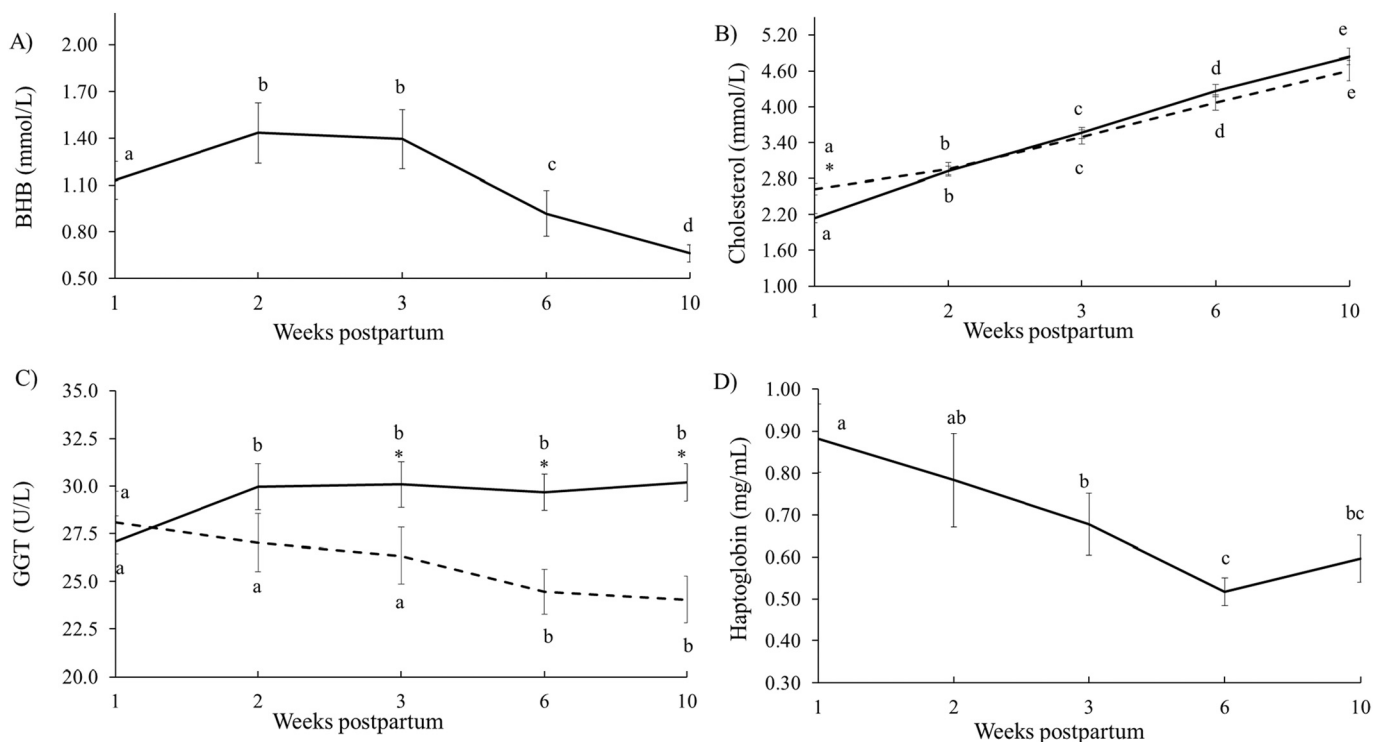 A)
BHB (mmol/L)
2.00
1.70
1.40
1.10
0.80
0.50
a
b
b
c
d
1 2 3 6 10
Weeks postpartum
B)
Cholesterol (mmol/L)
5.20
4.60
3.40
2.80
2.20
1.60
1.00
a
*
b
c
d
e
a
b
c
d
e
1 2 3 6 10
Weeks postpartum
C)
GGT (U/L)
35.0
32.5
30.0
27.5
25.0
22.5
20.0
a
b
b
*
b
*
b
*
a
a
a
b
b
1 2 3 6 10
Weeks postpartum
D)
Haptoglobin (mg/mL)
1.00
0.90
0.80
0.70
0.60
0.50
0.40
0.30
a
ab
b
c
bc
1 2 3 6 10
Weeks postpartum